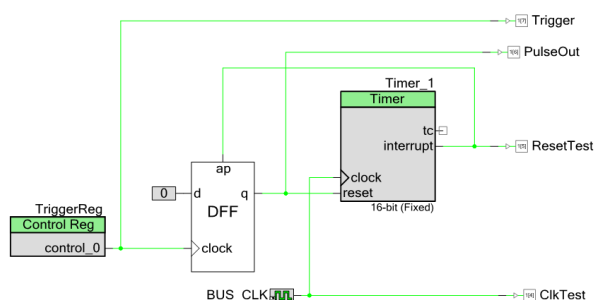 Trigger
PulseOut
Timer_1
Timer
ap
tc
interrupt
ResetTest
clock
0
d
q
reset
DFF
TriggerReg
16-bit (Fixed)
Control Reg
control_0
clock
BUS_CLK
ClkTest